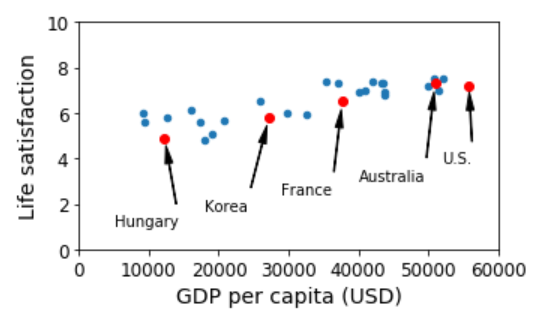 10
8
6
4
2
0
Life satisfaction
Hungary
Korea
France
Australia
U.S.
0 10000 20000 30000 40000 50000 60000
GDP per capita (USD)